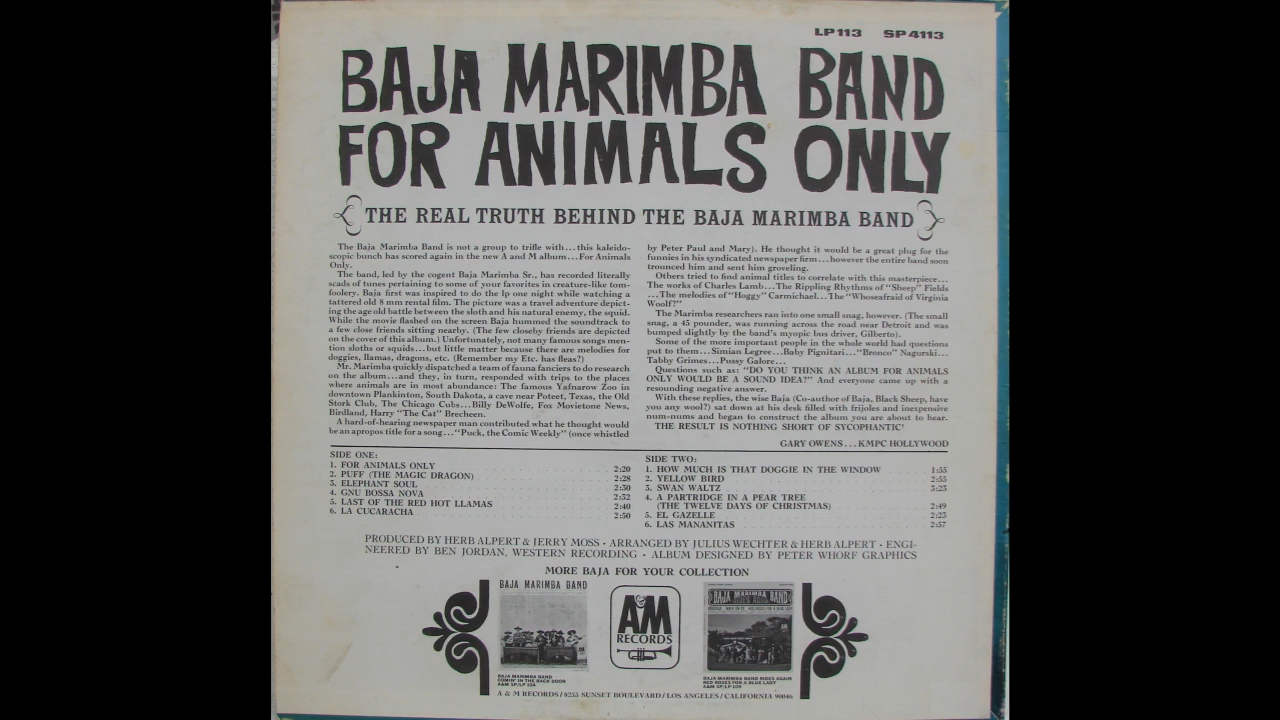 LP 113 SP 4113
BAJA MARIMBA BAND
FOR ANIMALS ONLY
THE REAL TRUTH BEHIND THE BAJA MARIMBA BAND
The Baja Marimba Band is not a group to trifle with...this kaleido-
scopic bunch has scored again in the new A and M album...For Animals
Only.
The band, led by the cogent Baja Marimba Sr., has recorded literally
scads of tunes pertaining to some of your favorites in creature-like tom-
foolery. Baja first was inspired to do the lp one night while watching a
tattered old 8 mm rental film. The picture was a travel adventure depict-
ing the age old battle between the sloth and his natural enemy, the squid.
While the movie flashed on the screen Baja hummed the soundtrack to
a few close friends sitting nearby. (The few closeby friends are depicted
on the cover of this album.) Unfortunately, not many famous songs men-
tion sloths or squids...but little matter because there are melodies for
doggies, llamas, dragons, etc. (Remember my Etc. has fleas?)
Mr. Marimba quickly dispatched a team of fauna fanciers to do research
on the album...and they, in turn, responded with trips to the places
where animals are in most abundance: The famous Yafnarow Zoo in
downtown Plankinton, South Dakota, a cave near Poteet, Texas, the Old
Stork Club, The Chicago Cubs...Billy DeWolfe, Fox Movietone News,
Birdland, Harry "The Cat" Brecheen.
A hard-of-hearing newspaper man contributed what he thought would
be an apropos title for a song..."Puck, the Comic Weekly" (once whistled
by Peter Paul and Mary). He thought it would be a great plug for the
funnies in his syndicated newspaper firm...however the entire band soon
trounced him and sent him groveling.
Others tried to find animal titles to correlate with this masterpiece...
The works of Charles Lamb...The Rippling Rhythms of "Sheep" Fields
...The melodies of "Hoggy" Carmichael...The "Whoseafraid of Virginia
Woolf?"
The Marimba researchers ran into one small snag, however. (The small
snag, a 45 pounder, was running across the road near Detroit and was
bumped slightly by the band's myopic bus driver, Gilberto).
Some of the more important people in the whole world had questions
put to them...Simian Legree...Baby Pignitari..."Bronco" Nagurski...
Tabby Grimes...Pussy Galore...
Questions such as: "DO YOU THINK AN ALBUM FOR ANIMALS
ONLY WOULD BE A SOUND IDEA?" And everyone came up with a
resounding negative answer.
With these replies, the wise Baja (Co-author of Baja, Black Sheep, have
you any wool?) sat down at his desk filled with frijoles and inexpensive
num-nums and began to construct the album you are about to hear.
THE RESULT IS NOTHING SHORT OF SYCOPHANTIC'
GARY OWENS...KMPC HOLLYWOOD
SIDE ONE:
1. FOR ANIMALS ONLY 2:20
2. PUFF (THE MAGIC DRAGON) 2:28
3. ELEPHANT SOUL 2:30
4. GNU BOSSA NOVA 2:32
5. LAST OF THE RED HOT LLAMAS 2:40
6. LA CUCARACHA 2:50
SIDE TWO:
1. HOW MUCH IS THAT DOGGIE IN THE WINDOW 1:55
2. YELLOW BIRD 2:55
3. SWAN WALTZ 3:23
4. A PARTRIDGE IN A PEAR TREE
(THE TWELVE DAYS OF CHRISTMAS) 2:49
5. EL GAZELLE 2:23
6. LAS MANANITAS 2:57
PRODUCED BY HERB ALPERT & JERRY MOSS • ARRANGED BY JULIUS WECHTER & HERB ALPERT • ENGI-
NEERED BY BEN JORDAN, WESTERN RECORDING • ALBUM DESIGNED BY PETER WHORF GRAPHICS
MORE BAJA FOR YOUR COLLECTION
BAJA MARIMBA BAND
A&M
RECORDS
BAJA MARIMBA BAND
BAJA MARIMBA BAND
COMIN' IN THE BACK DOOR
A&M SP/LP 104
BAJA MARIMBA BAND RIDES AGAIN
RED ROSES FOR A BLUE LADY
A&M SP/LP 109
A & M RECORDS / 8255 SUNSET BOULEVARD / LOS ANGELES / CALIFORNIA 90046